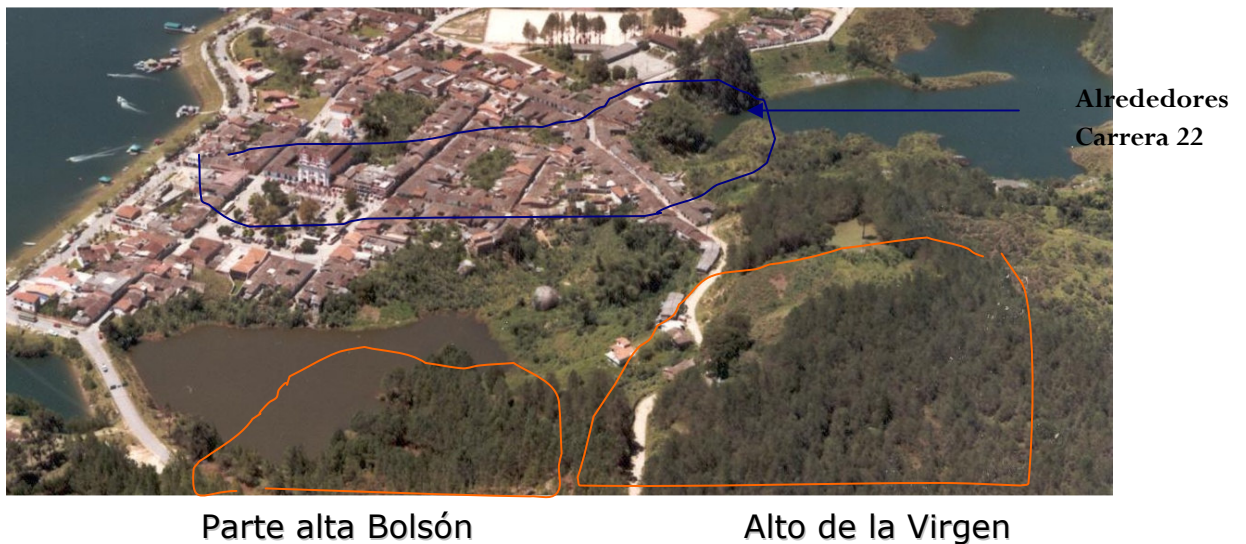 Alrededores
Carrera 22
Parte alta Bolsón
Alto de la Virgen